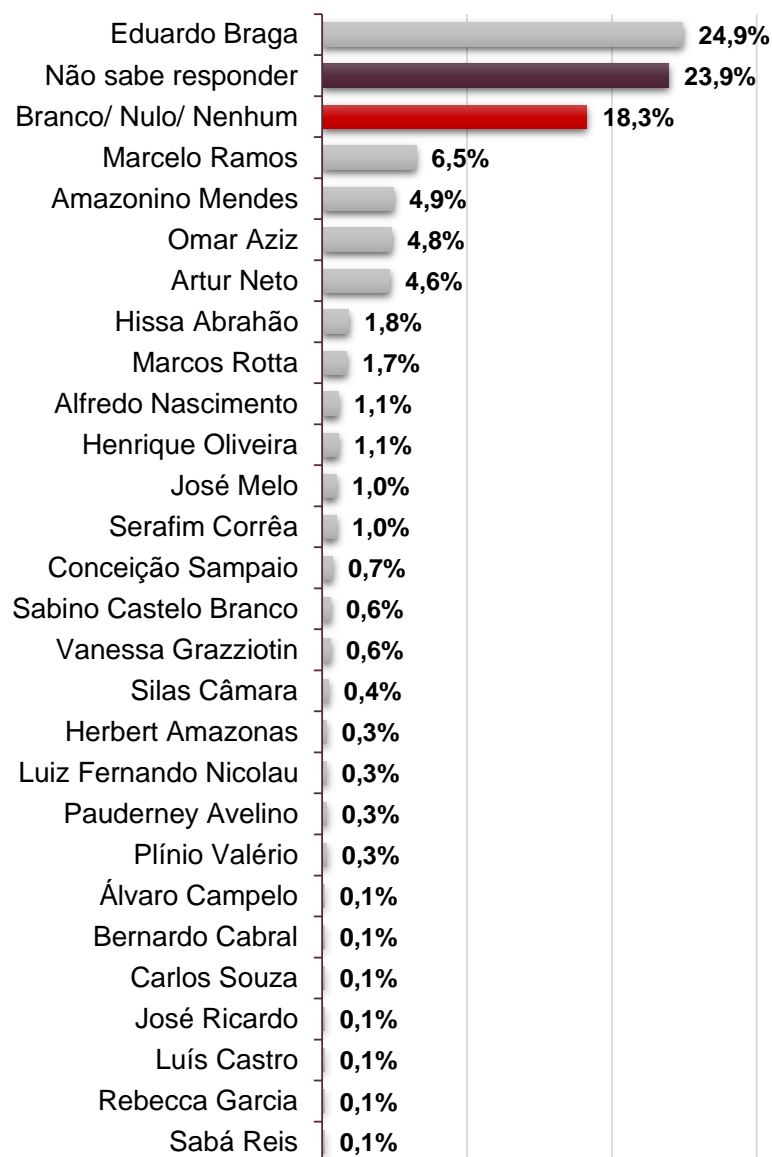 Eduardo Braga 24,9%
Não sabe responder 23,9%
Branco/ Nulo/ Nenhum 18,3%
Marcelo Ramos 6,5%
Amazonino Mendes 4,9%
Omar Aziz 4,8%
Artur Neto 4,6%
Hissa Abrahão 1,8%
Marcos Rotta 1,7%
Alfredo Nascimento 1,1%
Henrique Oliveira 1,1%
José Melo 1,0%
Serafim Corrêa 1,0%
Conceição Sampaio 0,7%
Sabino Castelo Branco 0,6%
Vanessa Grazziotin 0,6%
Silas Câmara 0,4%
Herbert Amazonas 0,3%
Luiz Fernando Nicolau 0,3%
Pauderney Avelino 0,3%
Plínio Valério 0,3%
Álvaro Campelo 0,1%
Bernardo Cabral 0,1%
Carlos Souza 0,1%
José Ricardo 0,1%
Luís Castro 0,1%
Rebecca Garcia 0,1%
Sabá Reis 0,1%